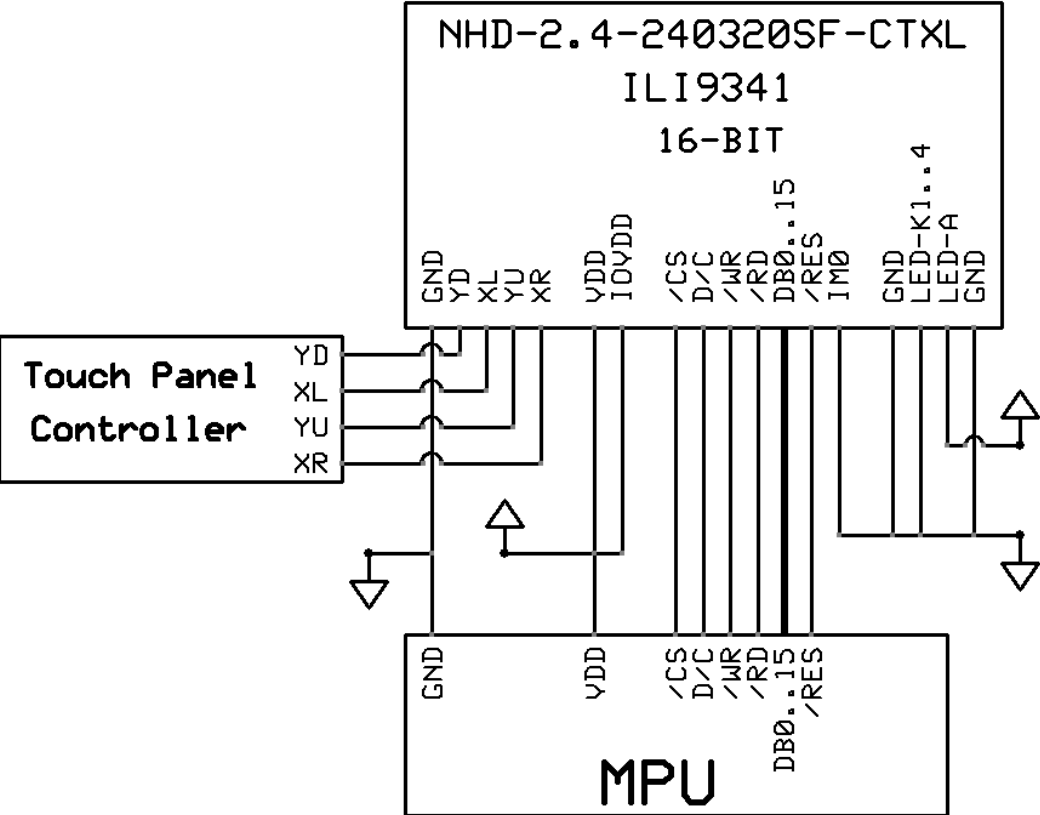 NHD-2.4-240320SF-CTXL
ILI9341
16-BIT
GND
YD
XL
YU
XR
VDD
IOVDD
/CS
D/C
/WR
/RD
DB0..15
/RES
IM0
GND
LED-K1..4
LED-A
GND
Touch Panel
Controller
YD
XL
YU
XR
GND
VDD
/CS
D/C
/WR
/RD
DB0..15
/RES
MPU